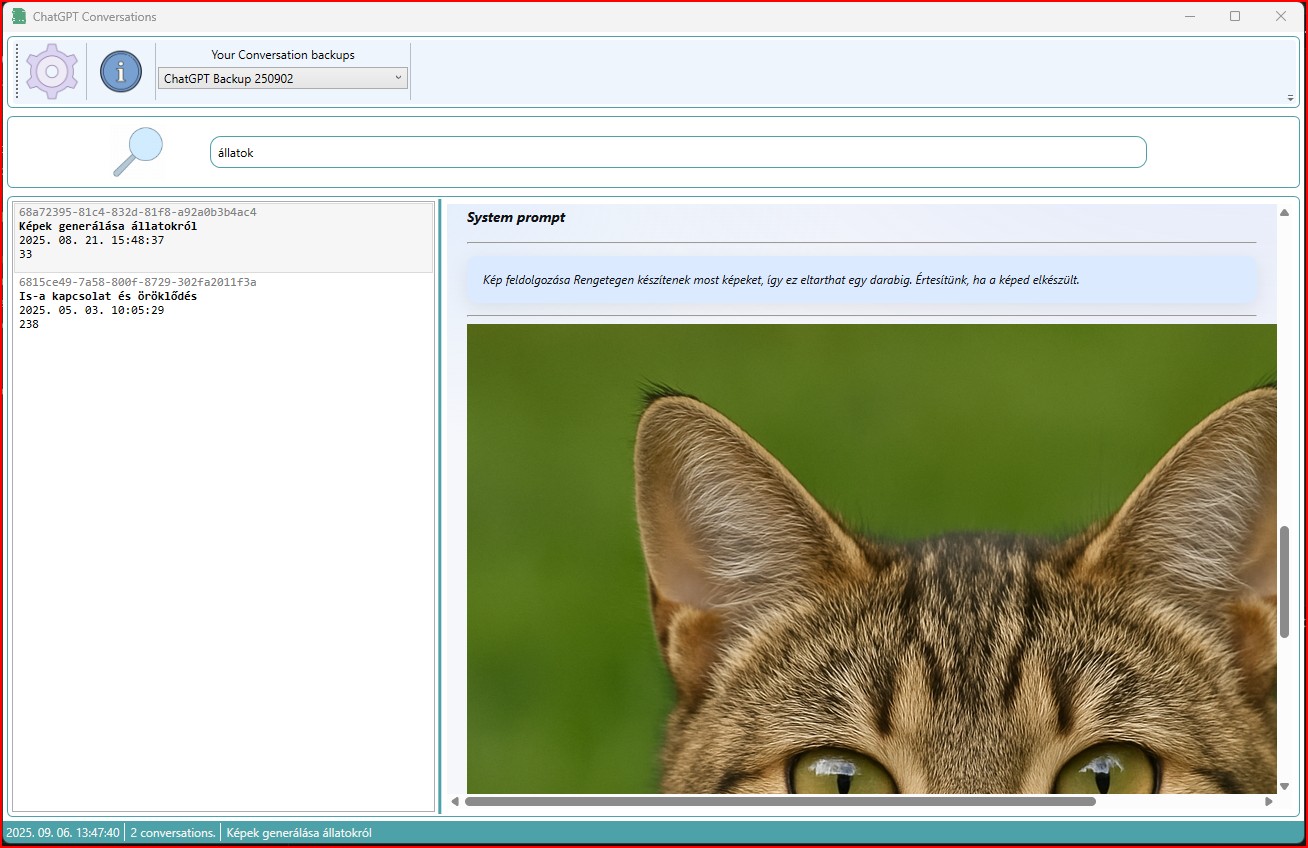 ChatGPT Conversations
Your Conversation backups
ChatGPT Backup 250902
állatok
68a72395-81c4-832d-81f8-a92a0b3b4ac4
Képek generálása állatokról
2025. 08. 21. 15:48:37
33
6815ce49-7a58-800f-8729-302fa2011f3a
Is-a kapcsolat és öröklődés
2025. 05. 03. 10:05:29
238
System prompt
Kép feldolgozása Rengetegen készítenek most képeket, így ez eltarthat egy darabig. Értesítünk, ha a képed elkészült.
2025. 09. 06. 13:47:40 2 conversations. Képek generálása állatokról